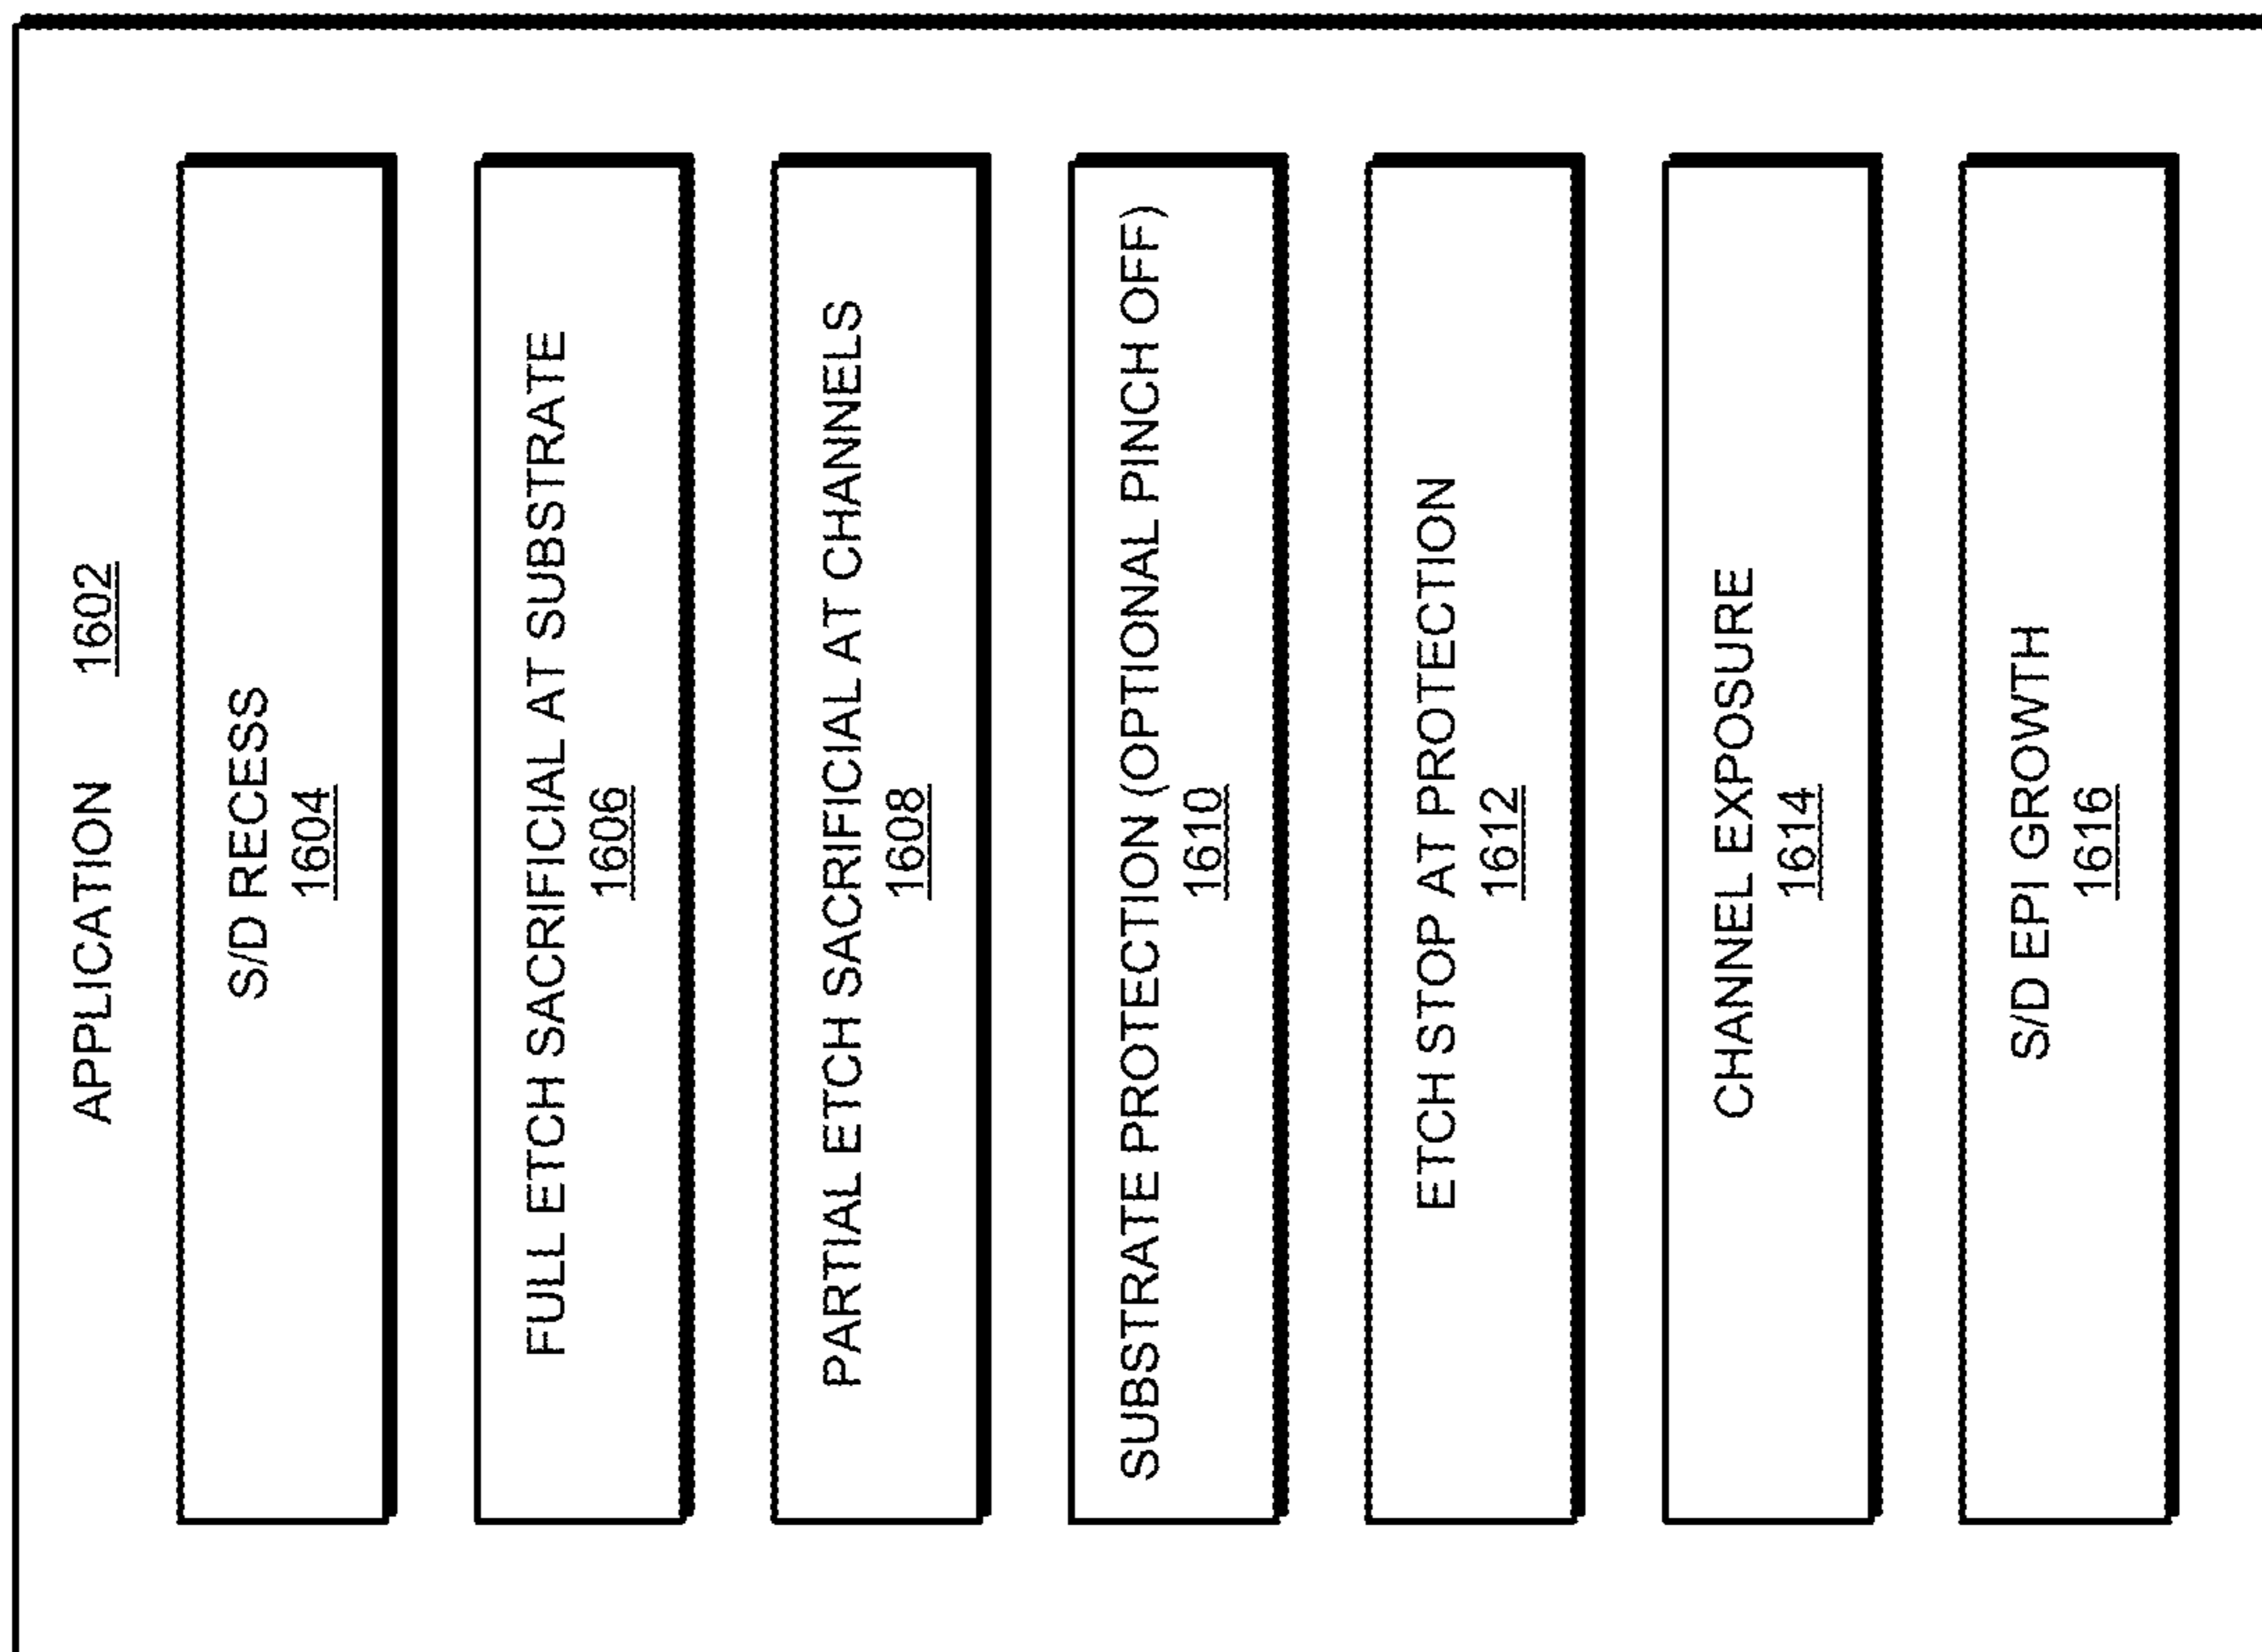 APPLICATION 1602
S/D RECESS
1604
FULL ETCH SACRIFICIAL AT SUBSTRATE
1606
PARTIAL ETCH SACRIFICIAL AT CHANNELS
1608
SUBSTRATE PROTECTION (OPTIONAL PINCH OFF)
1610
ETCH STOP AT PROTECTION
1612
CHANNEL EXPOSURE
1614
S/D EPI GROWTH
1616